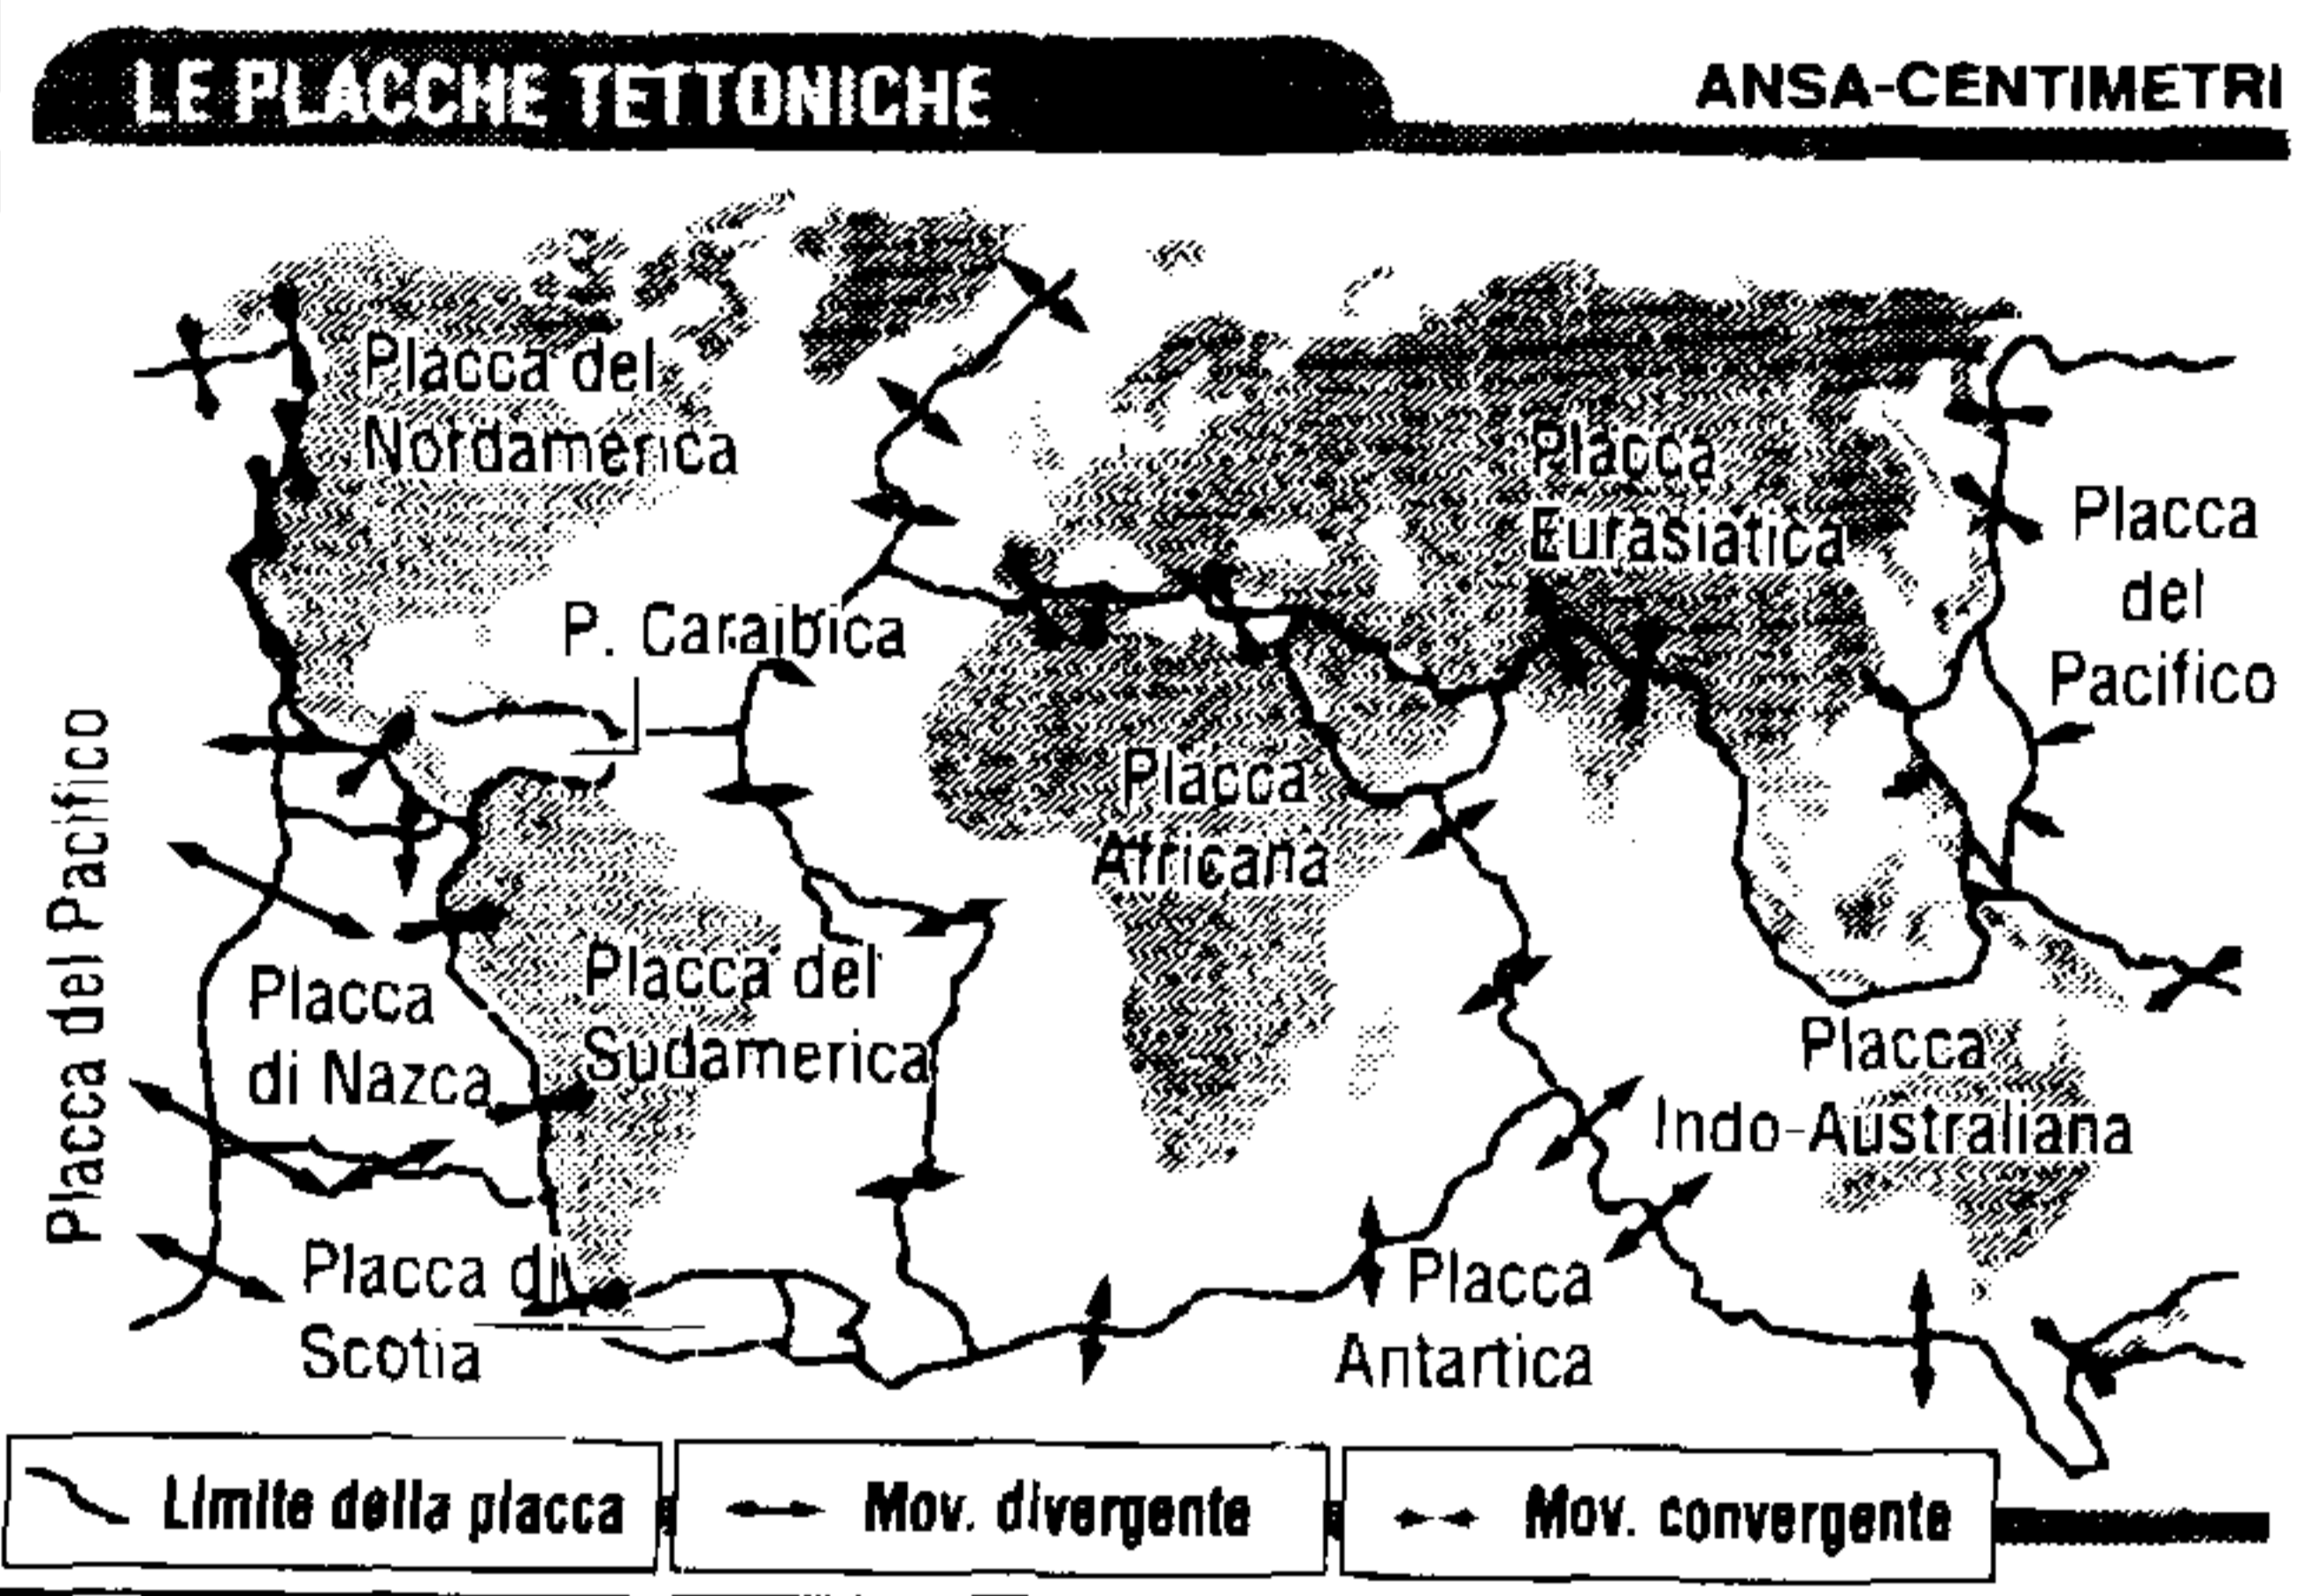 LE PLACCHE TETTONICHE
ANSA-CENTIMETRI
Placca del
Nordamerica
Placca
Eurasiatica
Placca
del
Pacifico
P. Caraibica
Placca del Pacifico
Placca
Africana
Placca
di Nazca
Placca del
Sudamerica
Placca
Indo-Australiana
Placca di
Scotia
Placca
Antartica
Limite della placca
Mov. divergente
Mov. convergente